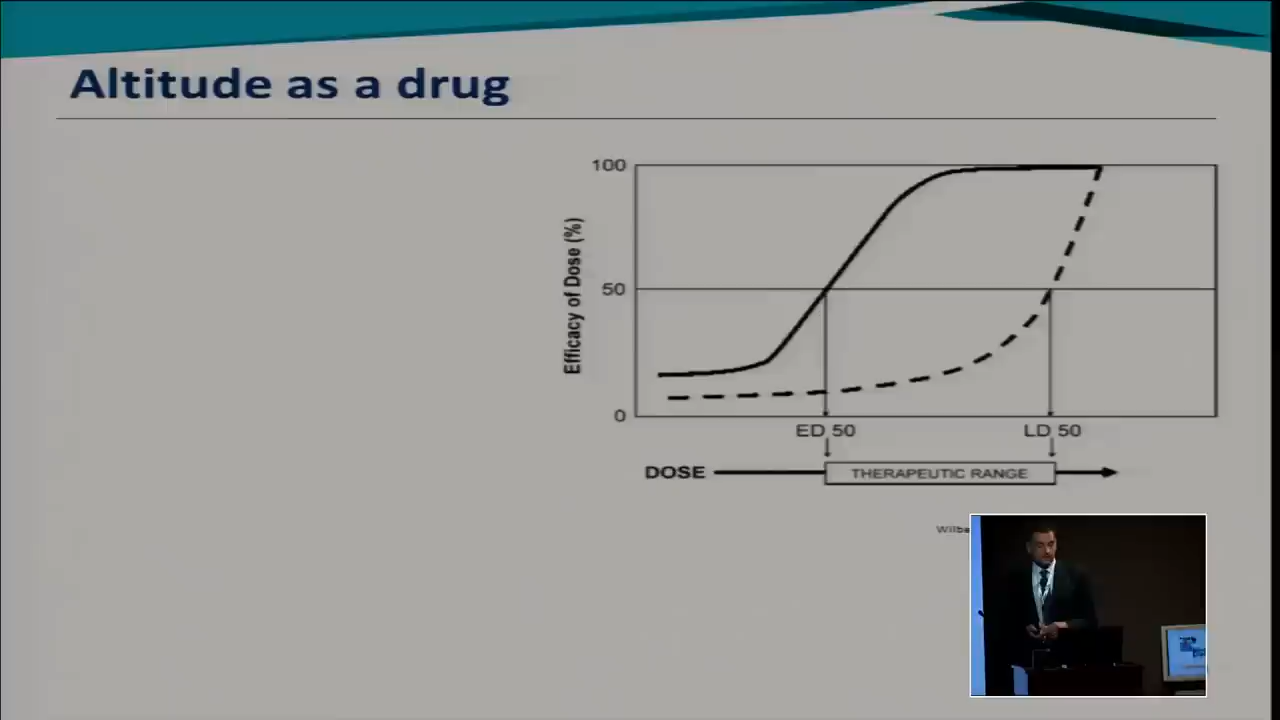 Altitude as a drug
100
50
0
Efficacy of Dose (%)
ED 50
LD 50
DOSE
THERAPEUTIC RANGE